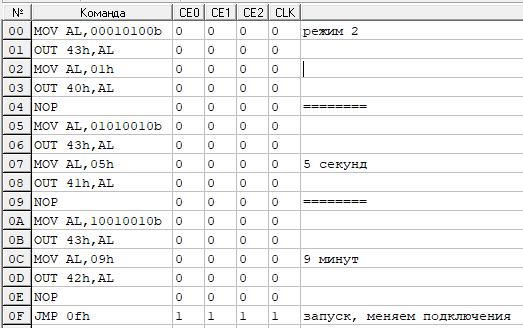 № Команда CE0 CE1 CE2 CLK
00 MOV AL,00010100b 0 0 0 0 режим 2
01 OUT 43h,AL 0 0 0 0
02 MOV AL,01h 0 0 0 0
03 OUT 40h,AL 0 0 0 0
04 NOP 0 0 0 0 ========
05 MOV AL,01010010b 0 0 0 0
06 OUT 43h,AL 0 0 0 0
07 MOV AL,05h 0 0 0 0 5 секунд
08 OUT 41h,AL 0 0 0 0
09 NOP 0 0 0 0 ========
0A MOV AL,10010010b 0 0 0 0
0B OUT 43h,AL 0 0 0 0
0C MOV AL,09h 0 0 0 0 9 минут
0D OUT 42h,AL 0 0 0 0
0E NOP 0 0 0 0
0F JMP 0fh 1 1 1 1 запуск, меняем подключения